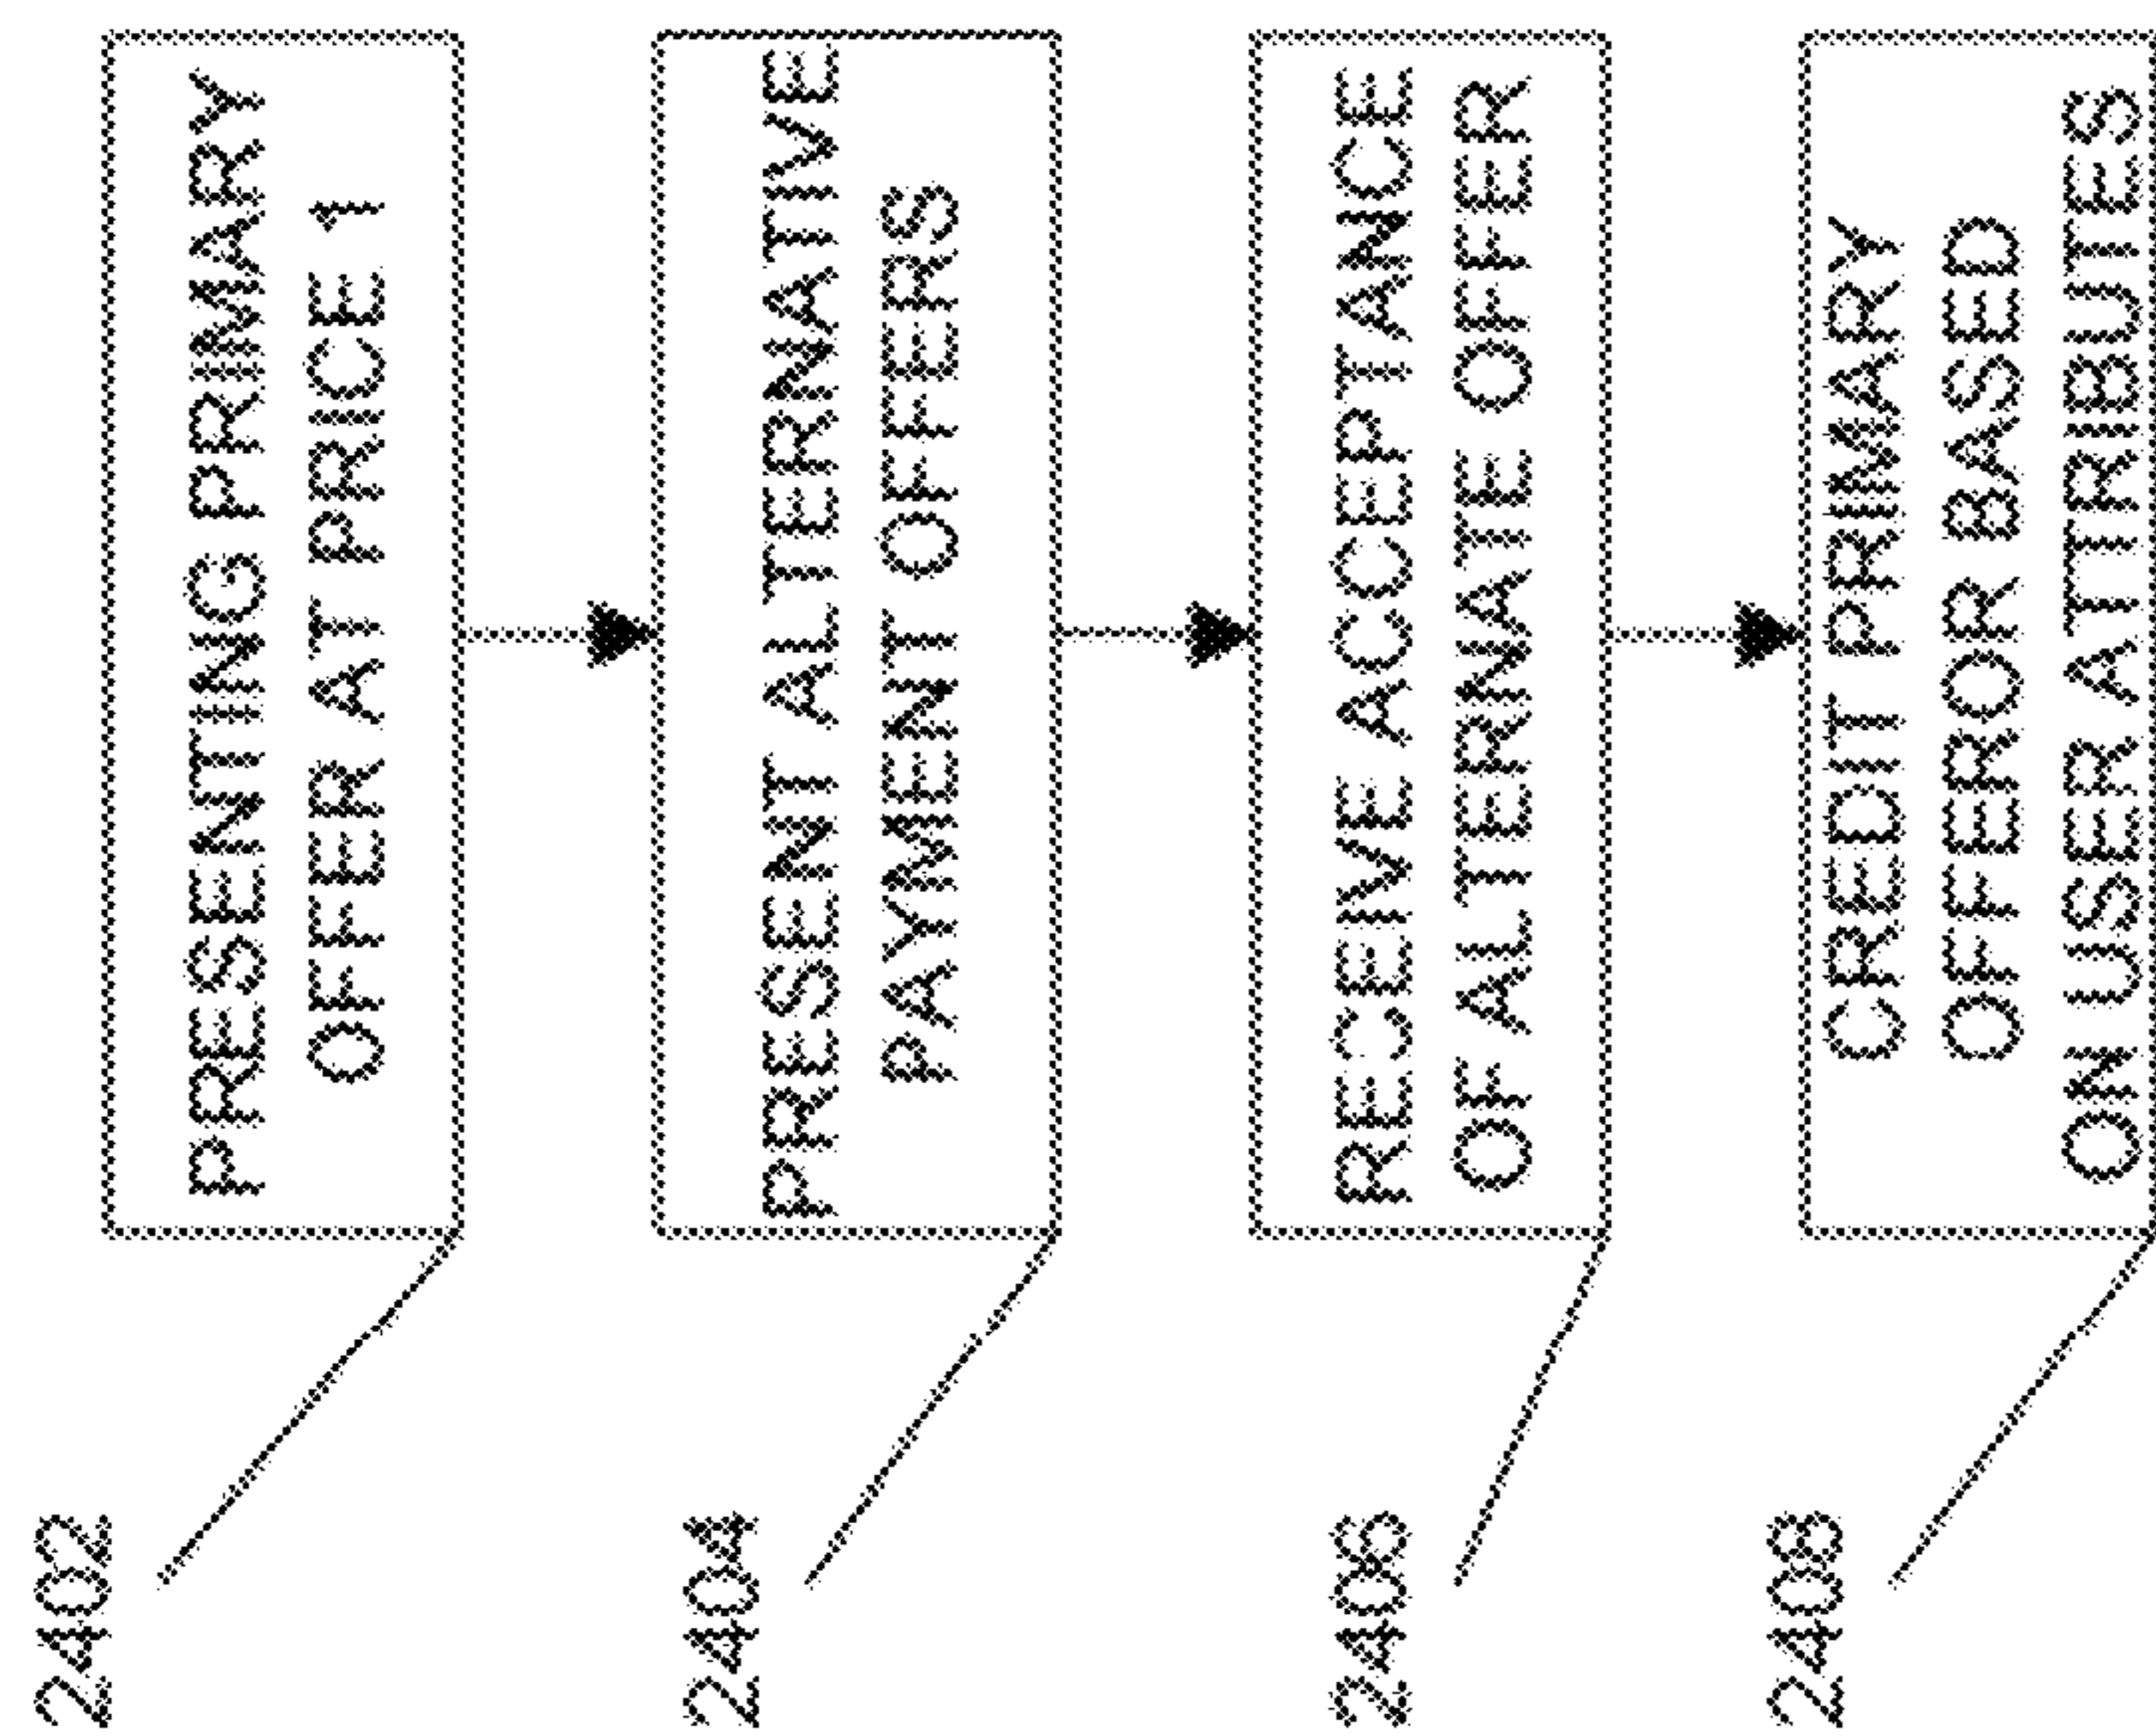 2402
PRESENTING PRIMARY
OFFER AT PRICE 1
2404
PRESENT ALTERNATIVE
PAYMENT OFFERS
2406
RECEIVE ACCEPTANCE
OF ALTERNATE OFFER
2408
CREDIT PRIMARY
OFFEROR BASED
ON USER ATTRIBUTES